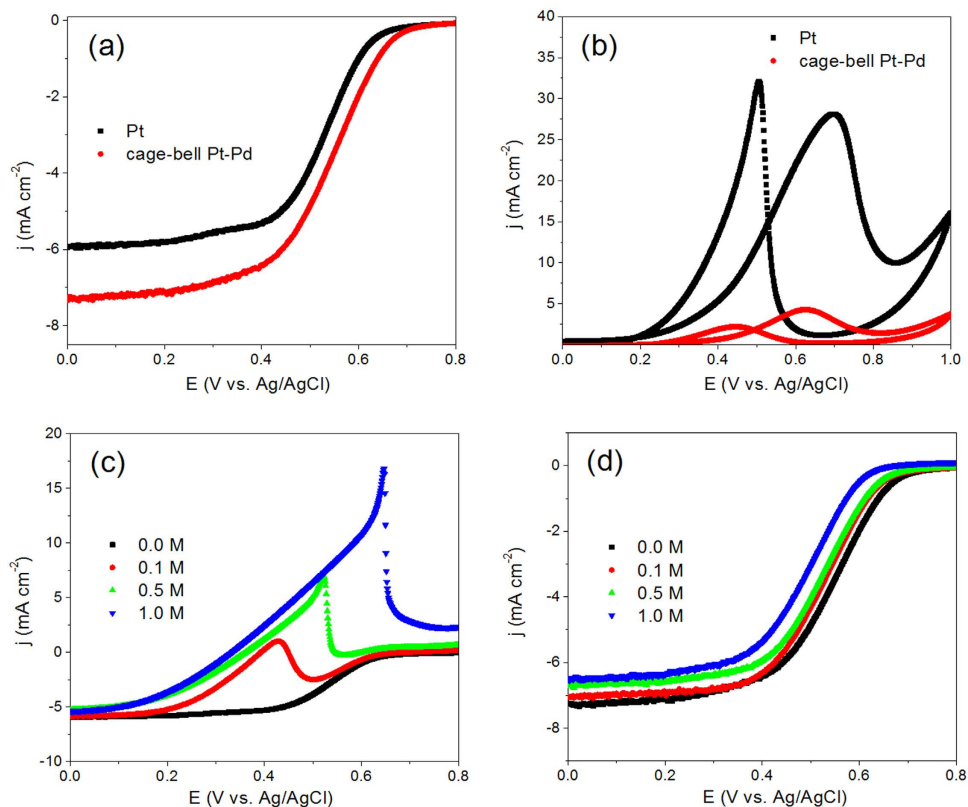 (a)
0
-2
-4
-6
-8
Pt
cage-bell Pt-Pd
j (mA cm-2)
0.0 0.2 0.4 0.6 0.8
E (V vs. Ag/AgCl)
(b)
40
35
30
25
20
15
10
5
Pt
cage-bell Pt-Pd
j (mA cm-2)
0.0 0.2 0.4 0.6 0.8 1.0
E (V vs. Ag/AgCl)
(c)
20
15
10
5
0
-5
-10
0.0 M
0.1 M
0.5 M
1.0 M
j (mA cm-2)
0.0 0.2 0.4 0.6 0.8
E (V vs. Ag/AgCl)
(d)
0
-2
-4
-6
-8
0.0 M
0.1 M
0.5 M
1.0 M
j (mA cm-2)
0.0 0.2 0.4 0.6 0.8
E (V vs. Ag/AgCl)